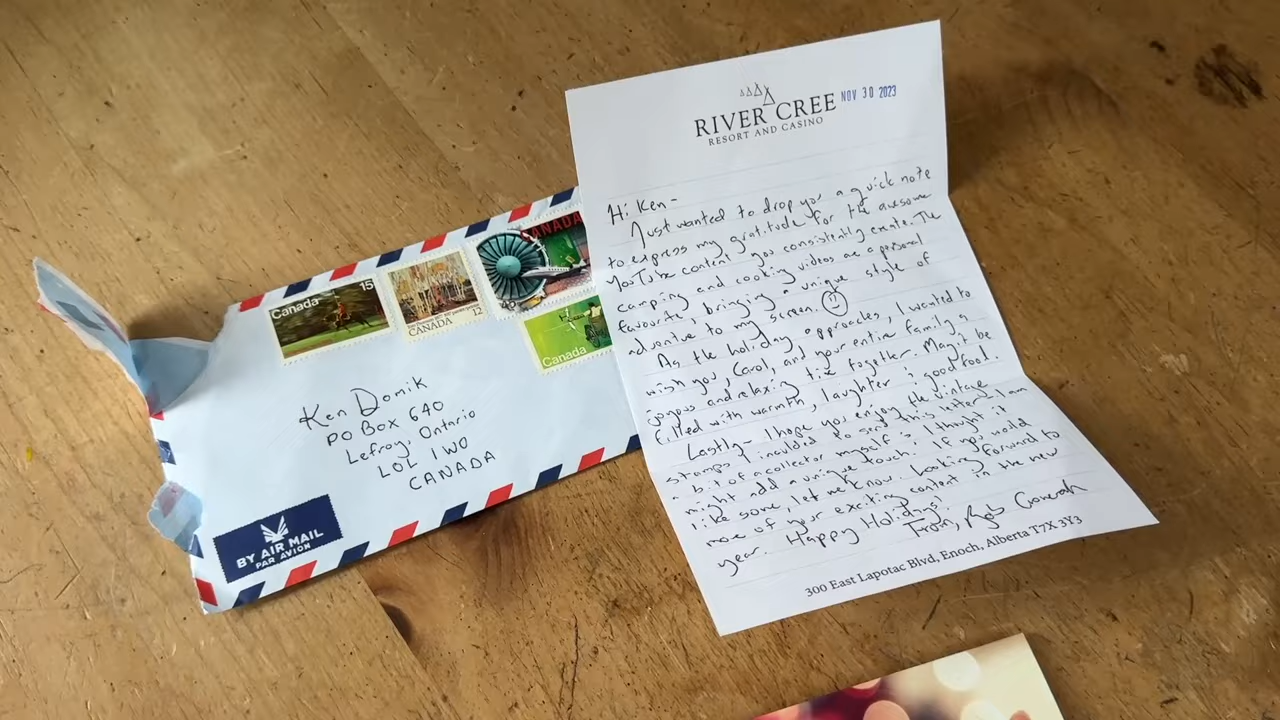 Canada
15
CANADA
12
CANADA
Canada
Ken Domik
PO Box 640
Lefroy, Ontario
L0L 1W0
CANADA
BY AIR MAIL
PAR AVION
RIVER CREE
RESORT AND CASINO
NOV 30 2023
Hi Ken-
Just wanted to drop you a quick note
to express my gratitude for the awesome
YouTube content you consistently create. The
camping and cooking videos are a personal
favourite bringing a unique style of
adventure to my screen.
As the holiday approaches, I wanted to
wish you, Carol, and your entire family a
joyous and relaxing time together. May it be
filled with warmth, laughter & good food.
Lastly- I hope you enjoy the vintage
stamps I included to send this letter - I am
a bit of a collector myself & I thought it
might add a unique touch. If you would
like some, let me know. Looking forward to
more of your exciting content in the new
year. Happy Holidays!
From, Rob
300 East Lapotac Blvd, Enoch, Alberta T7X 3Y3